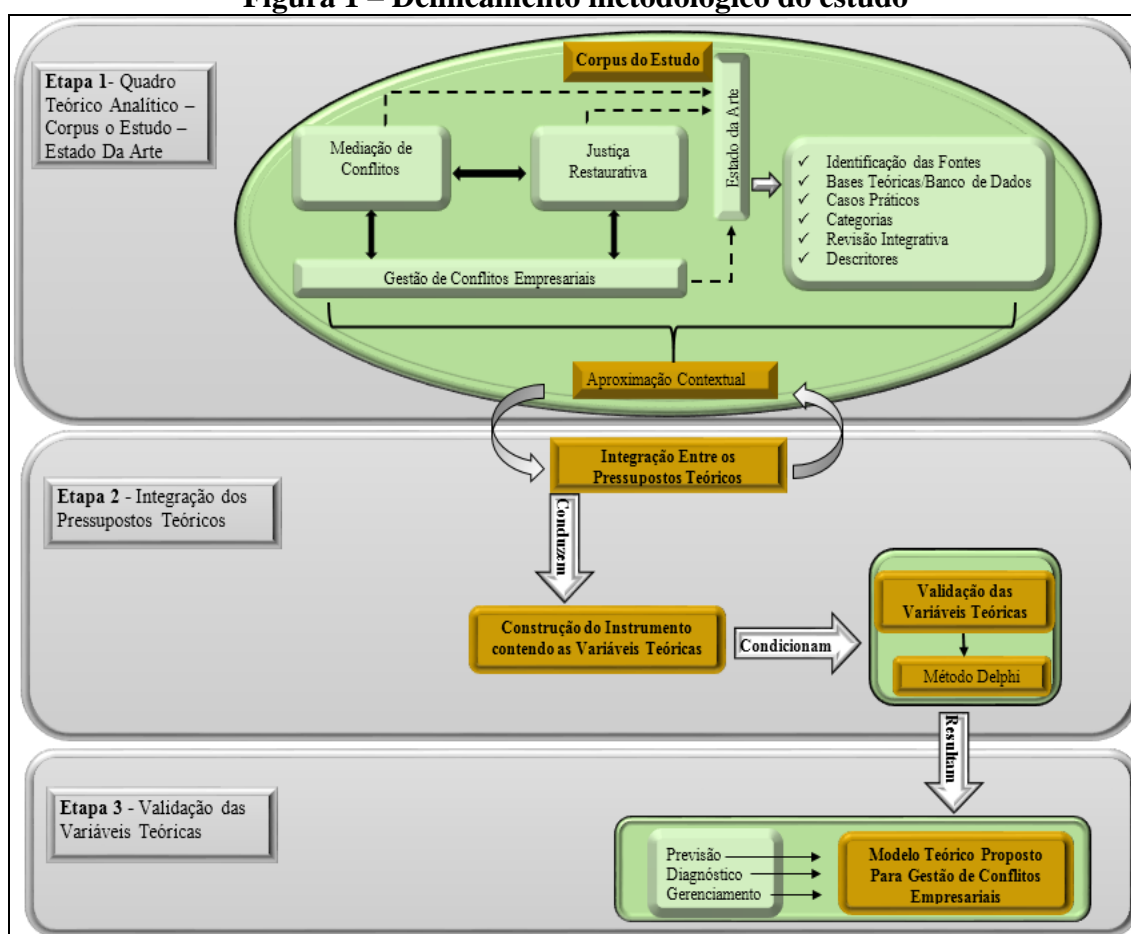 Figura 1 – Delineamento metodológico do estudo
Etapa 1- Quadro
Teórico Analítico –
Corpus o Estudo –
Estado Da Arte
Corpus do Estudo
Mediação de
Conflitos
Justiça
Restaurativa
Estado da Arte
✓ Identificação das Fontes
✓ Bases Teóricas/Banco de Dados
✓ Casos Práticos
✓ Categorias
✓ Revisão Integrativa
✓ Descritores
Gestão de Conflitos Empresariais
Aproximação Contextual
Etapa 2 - Integração dos
Pressupostos Teóricos
Integração Entre os
Pressupostos Teóricos
Conduzem
Construção do Instrumento
contendo as Variáveis Teóricas
Condicionam
Validação das
Variáveis Teóricas
Método Delphi
Resultam
Etapa 3 - Validação das
Variáveis Teóricas
Previsão
Diagnóstico
Gerenciamento
Modelo Teórico Proposto
Para Gestão de Conflitos
Empresariais